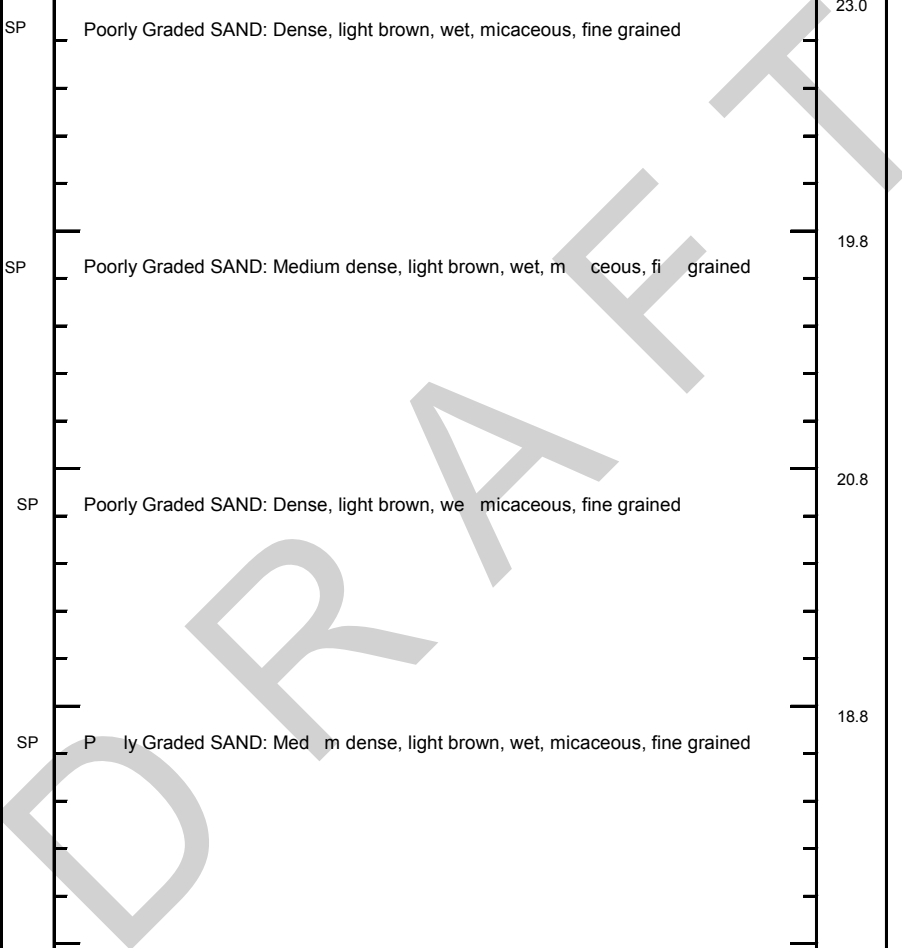 23.0
SP Poorly Graded SAND: Dense, light brown, wet, micaceous, fine grained
19.8
SP Poorly Graded SAND: Medium dense, light brown, wet, m ceous, fi grained
20.8
SP Poorly Graded SAND: Dense, light brown, we micaceous, fine grained
18.8
SP P ly Graded SAND: Med m dense, light brown, wet, micaceous, fine grained
DRAFT